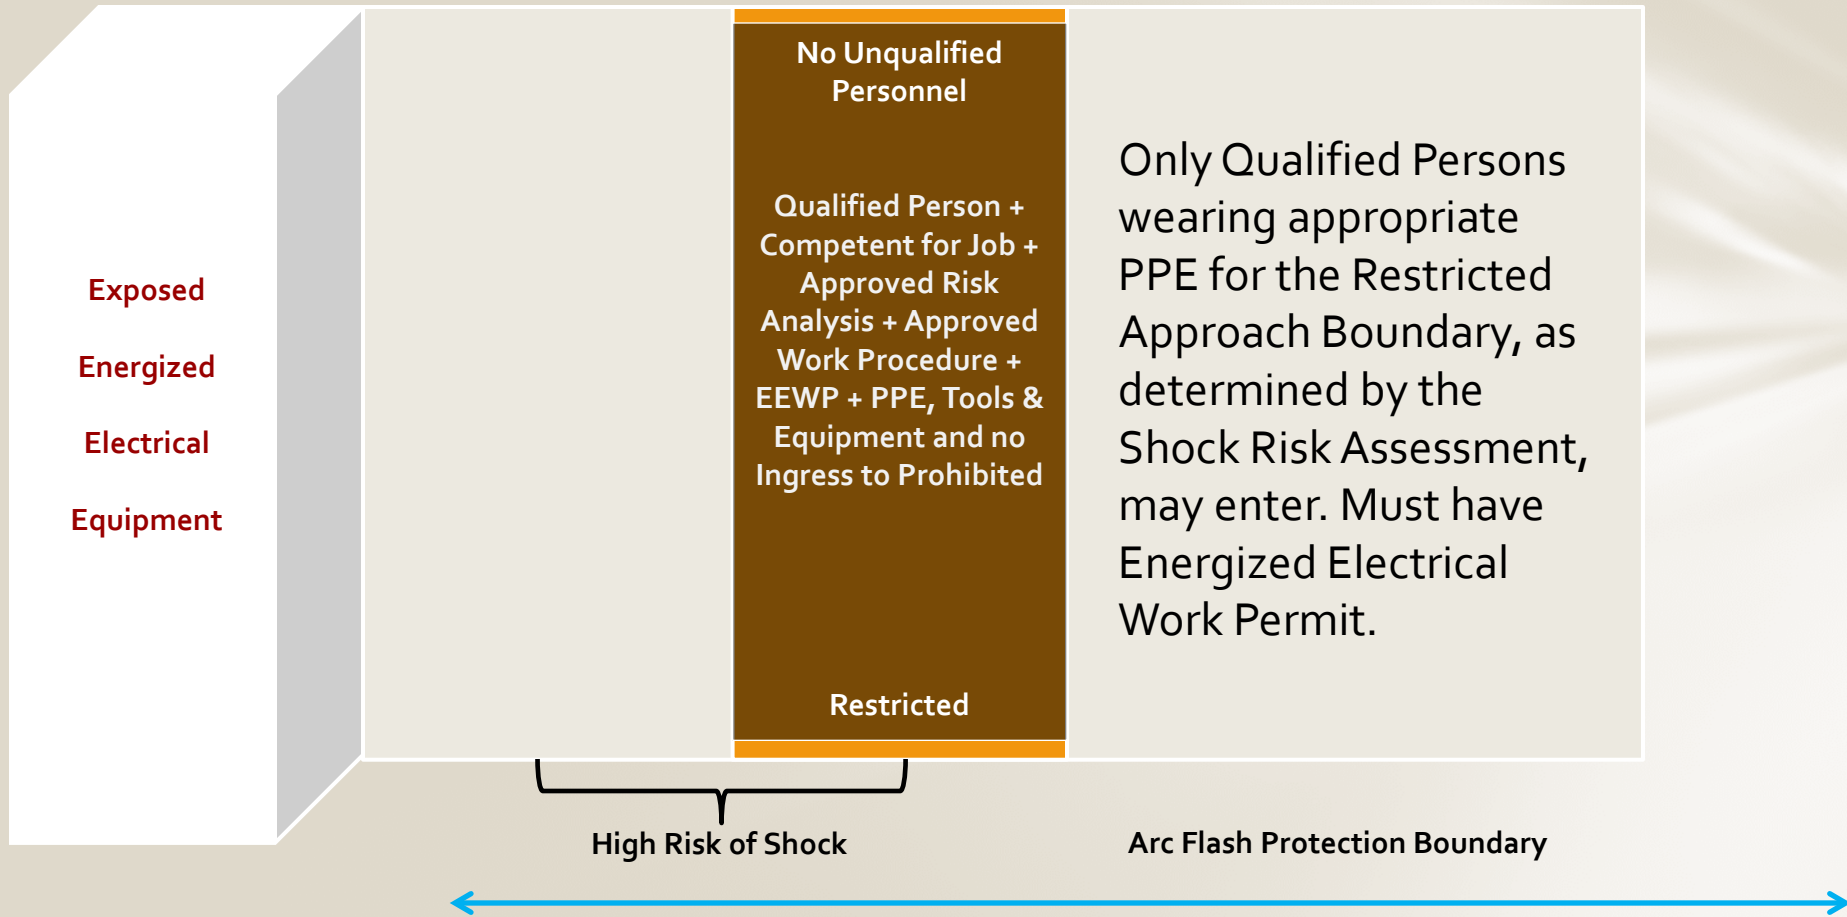 Exposed
Energized
Electrical
Equipment
No Unqualified
Personnel
Qualified Person +
Competent for Job +
Approved Risk
Analysis + Approved
Work Procedure +
EEWP + PPE, Tools &
Equipment and no
Ingress to Prohibited
Restricted
Only Qualified Persons
wearing appropriate
PPE for the Restricted
Approach Boundary, as
determined by the
Shock Risk Assessment,
may enter. Must have
Energized Electrical
Work Permit.
High Risk of Shock
Arc Flash Protection Boundary